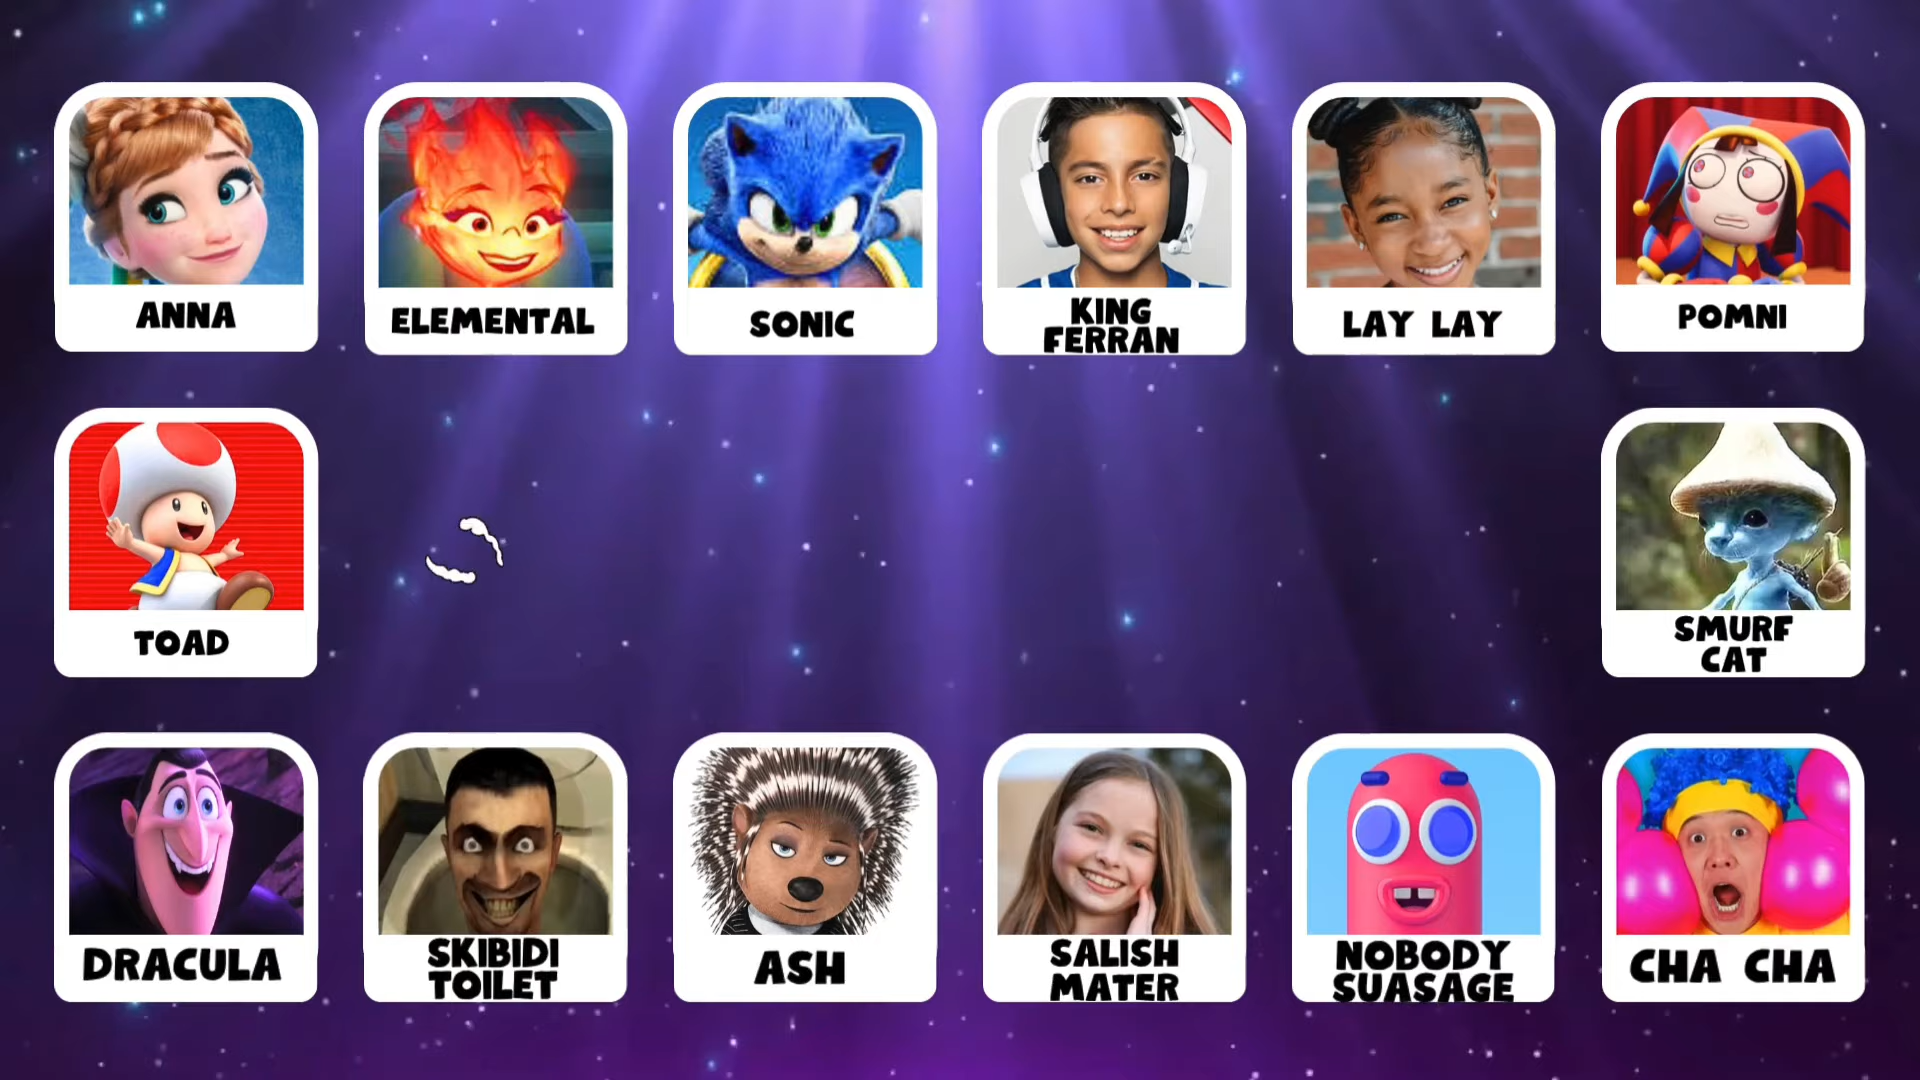 ANNA
ELEMENTAL
SONIC
KING
FERRAN
LAY LAY
POMNI
TOAD
SMURF
CAT
DRACULA
SKIBIDI
TOILET
ASH
SALISH
MATER
NOBODY
SUASAGE
CHA CHA